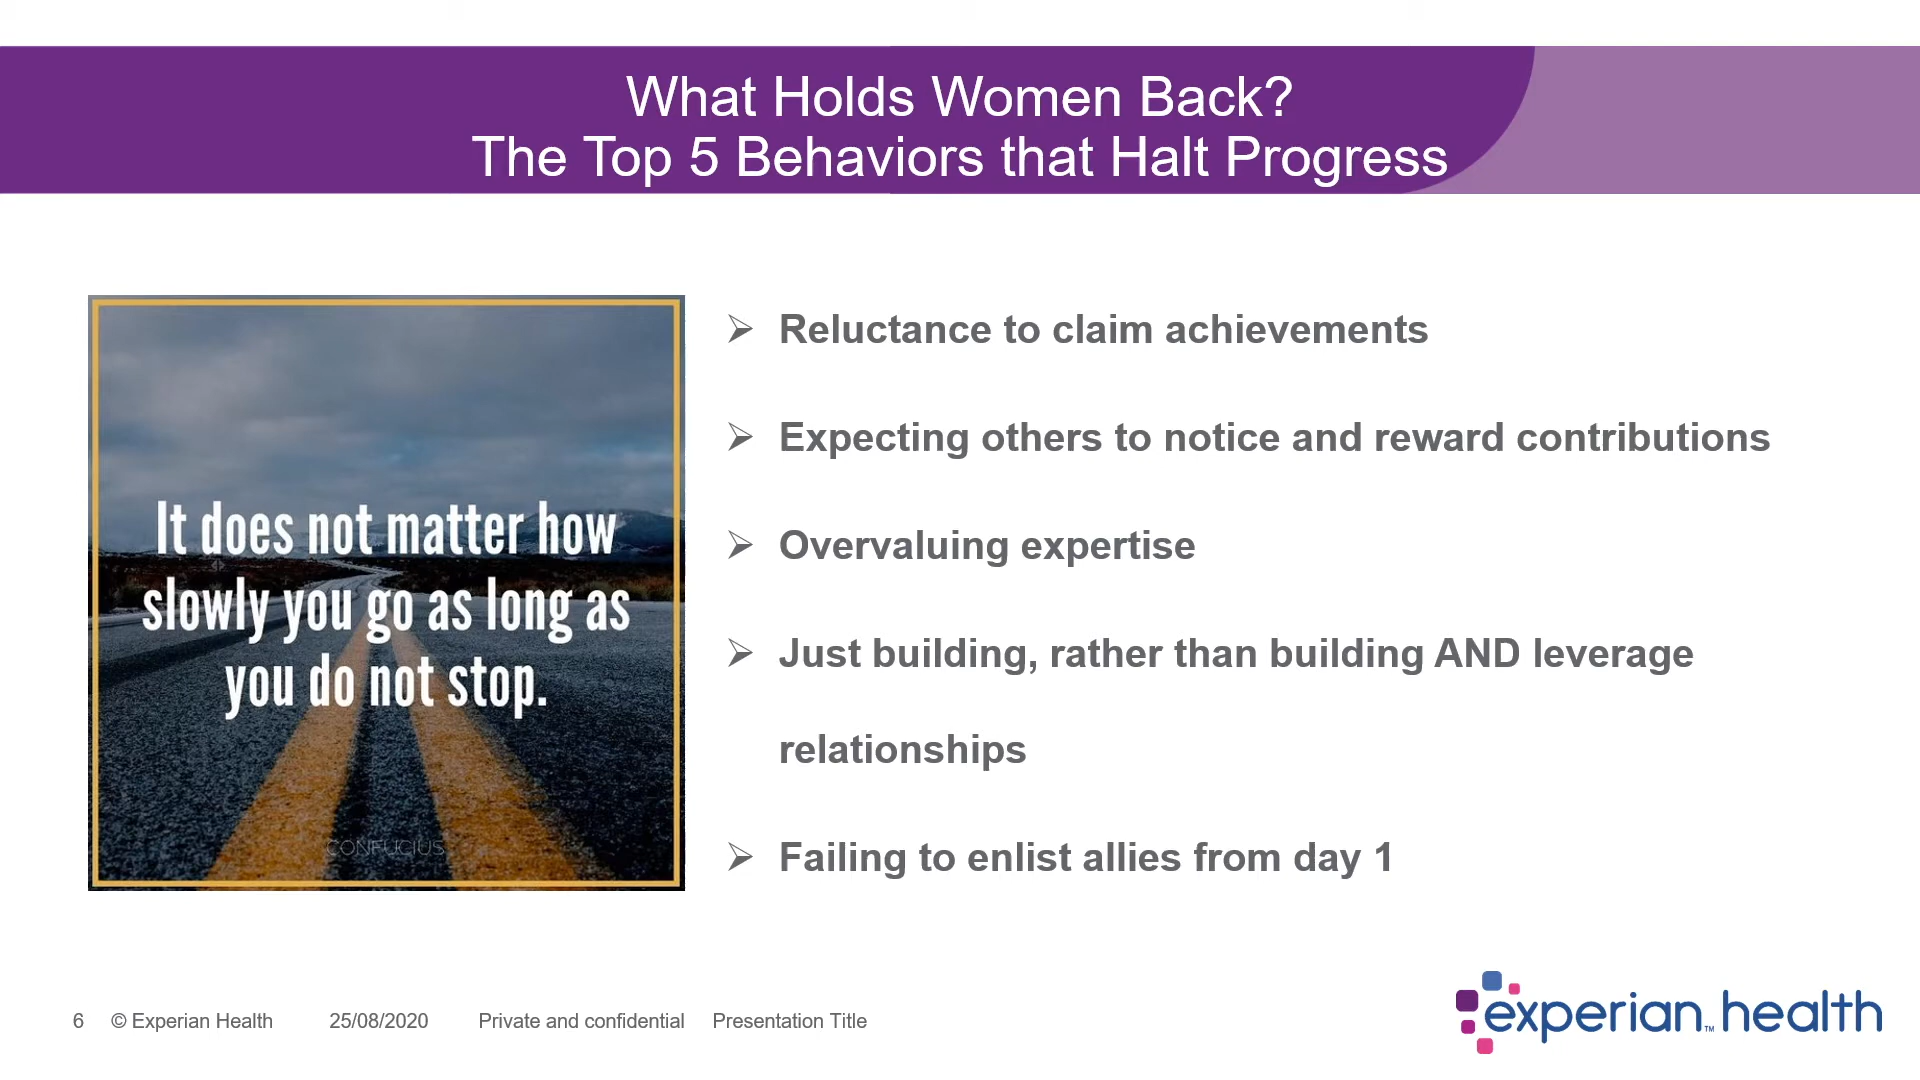 What Holds Women Back?
The Top 5 Behaviors that Halt Progress
It does not matter how
slowly you go as long as
you do not stop.
CONFUCIUS
➢ Reluctance to claim achievements
➢ Expecting others to notice and reward contributions
➢ Overvaluing expertise
➢ Just building, rather than building AND leverage
relationships
➢ Failing to enlist allies from day 1
6 © Experian Health 25/08/2020 Private and confidential Presentation Title
experian™ health